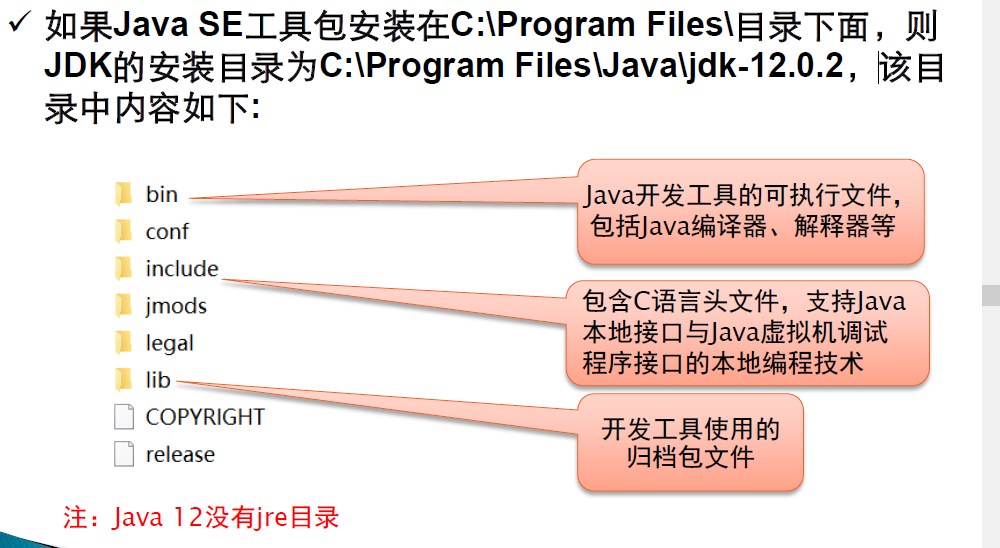 ✓ 如果Java SE工具包安装在C:\Program Files\目录下面，则
JDK的安装目录为C:\Program Files\Java\jdk-12.0.2，该目
录中内容如下:
bin
Java开发工具的可执行文件，
包括Java编译器、解释器等
conf
include
包含C语言头文件，支持Java
本地接口与Java虚拟机调试
程序接口的本地编程技术
jmods
legal
lib
开发工具使用的
归档包文件
COPYRIGHT
release
注：Java 12没有jre目录